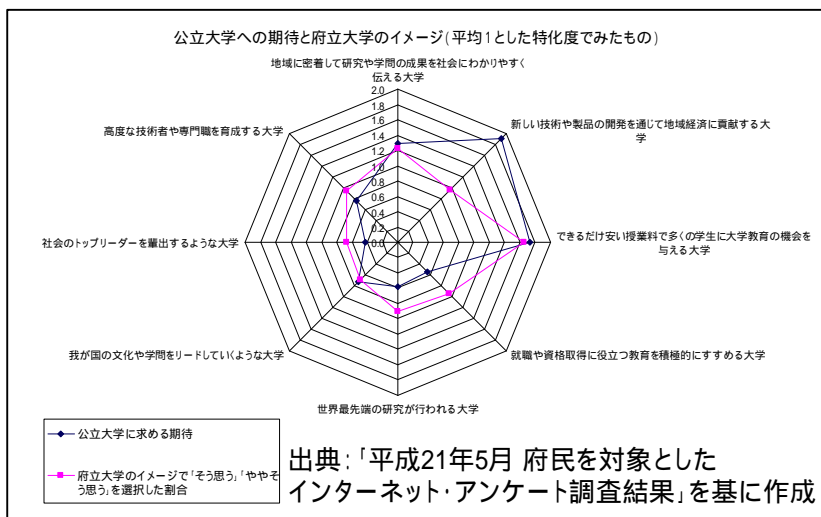 公立大学への期待と府立大学のイメージ(平均1とした特化度でみたもの)
地域に密着して研究や学問の成果を社会にわかりやすく
伝える大学
2.0
1.8
1.6
1.4
1.2
1.0
0.8
0.6
0.4
0.2
0.0
新しい技術や製品の開発を通じて地域経済に貢献する大
学
高度な技術者や専門職を育成する大学
できるだけ安い授業料で多くの学生に大学教育の機会を
与える大学
社会のトップリーダーを輩出するような大学
就職や資格取得に役立つ教育を積極的にすすめる大学
我が国の文化や学問をリードしていくような大学
世界最先端の研究が行われる大学
公立大学に求める期待
府立大学のイメージで「そう思う」「ややそ
う思う」を選択した割合
出典:「平成21年5月 府民を対象とした
インターネット・アンケート調査結果」を基に作成